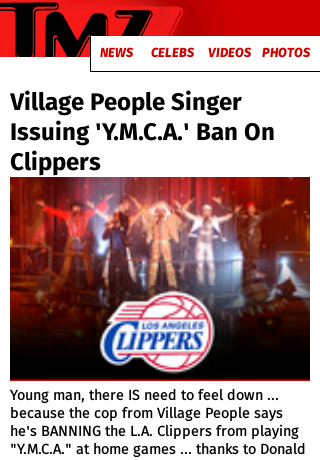 TMZ
NEWS CELEBS VIDEOS PHOTOS
Village People Singer
Issuing 'Y.M.C.A.' Ban On
Clippers
LOS ANGELES
CLIPPERS
Young man, there IS need to feel down ...
because the cop from Village People says
he's BANNING the L.A. Clippers from playing
"Y.M.C.A." at home games ... thanks to Donald